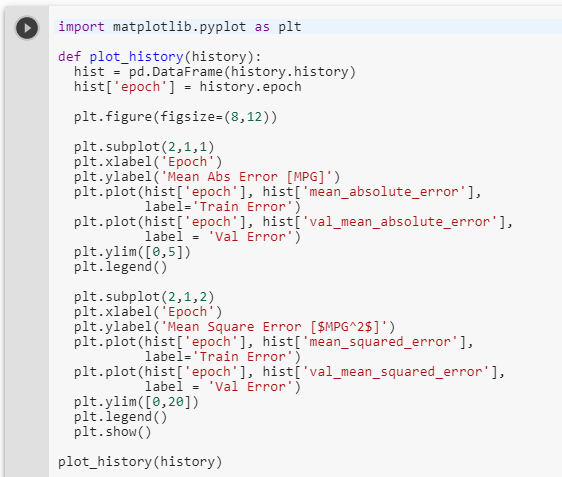 import matplotlib.pyplot as plt
def plot_history(history):
  hist = pd.DataFrame(history.history)
  hist['epoch'] = history.epoch
  plt.figure(figsize=(8,12))
  plt.subplot(2,1,1)
  plt.xlabel('Epoch')
  plt.ylabel('Mean Abs Error [MPG]')
  plt.plot(hist['epoch'], hist['mean_absolute_error'],
           label='Train Error')
  plt.plot(hist['epoch'], hist['val_mean_absolute_error'],
           label = 'Val Error')
  plt.ylim([0,5])
  plt.legend()
  plt.subplot(2,1,2)
  plt.xlabel('Epoch')
  plt.ylabel('Mean Square Error [$MPG^2$]')
  plt.plot(hist['epoch'], hist['mean_squared_error'],
           label='Train Error')
  plt.plot(hist['epoch'], hist['val_mean_squared_error'],
           label = 'Val Error')
  plt.ylim([0,20])
  plt.legend()
  plt.show()
plot_history(history)